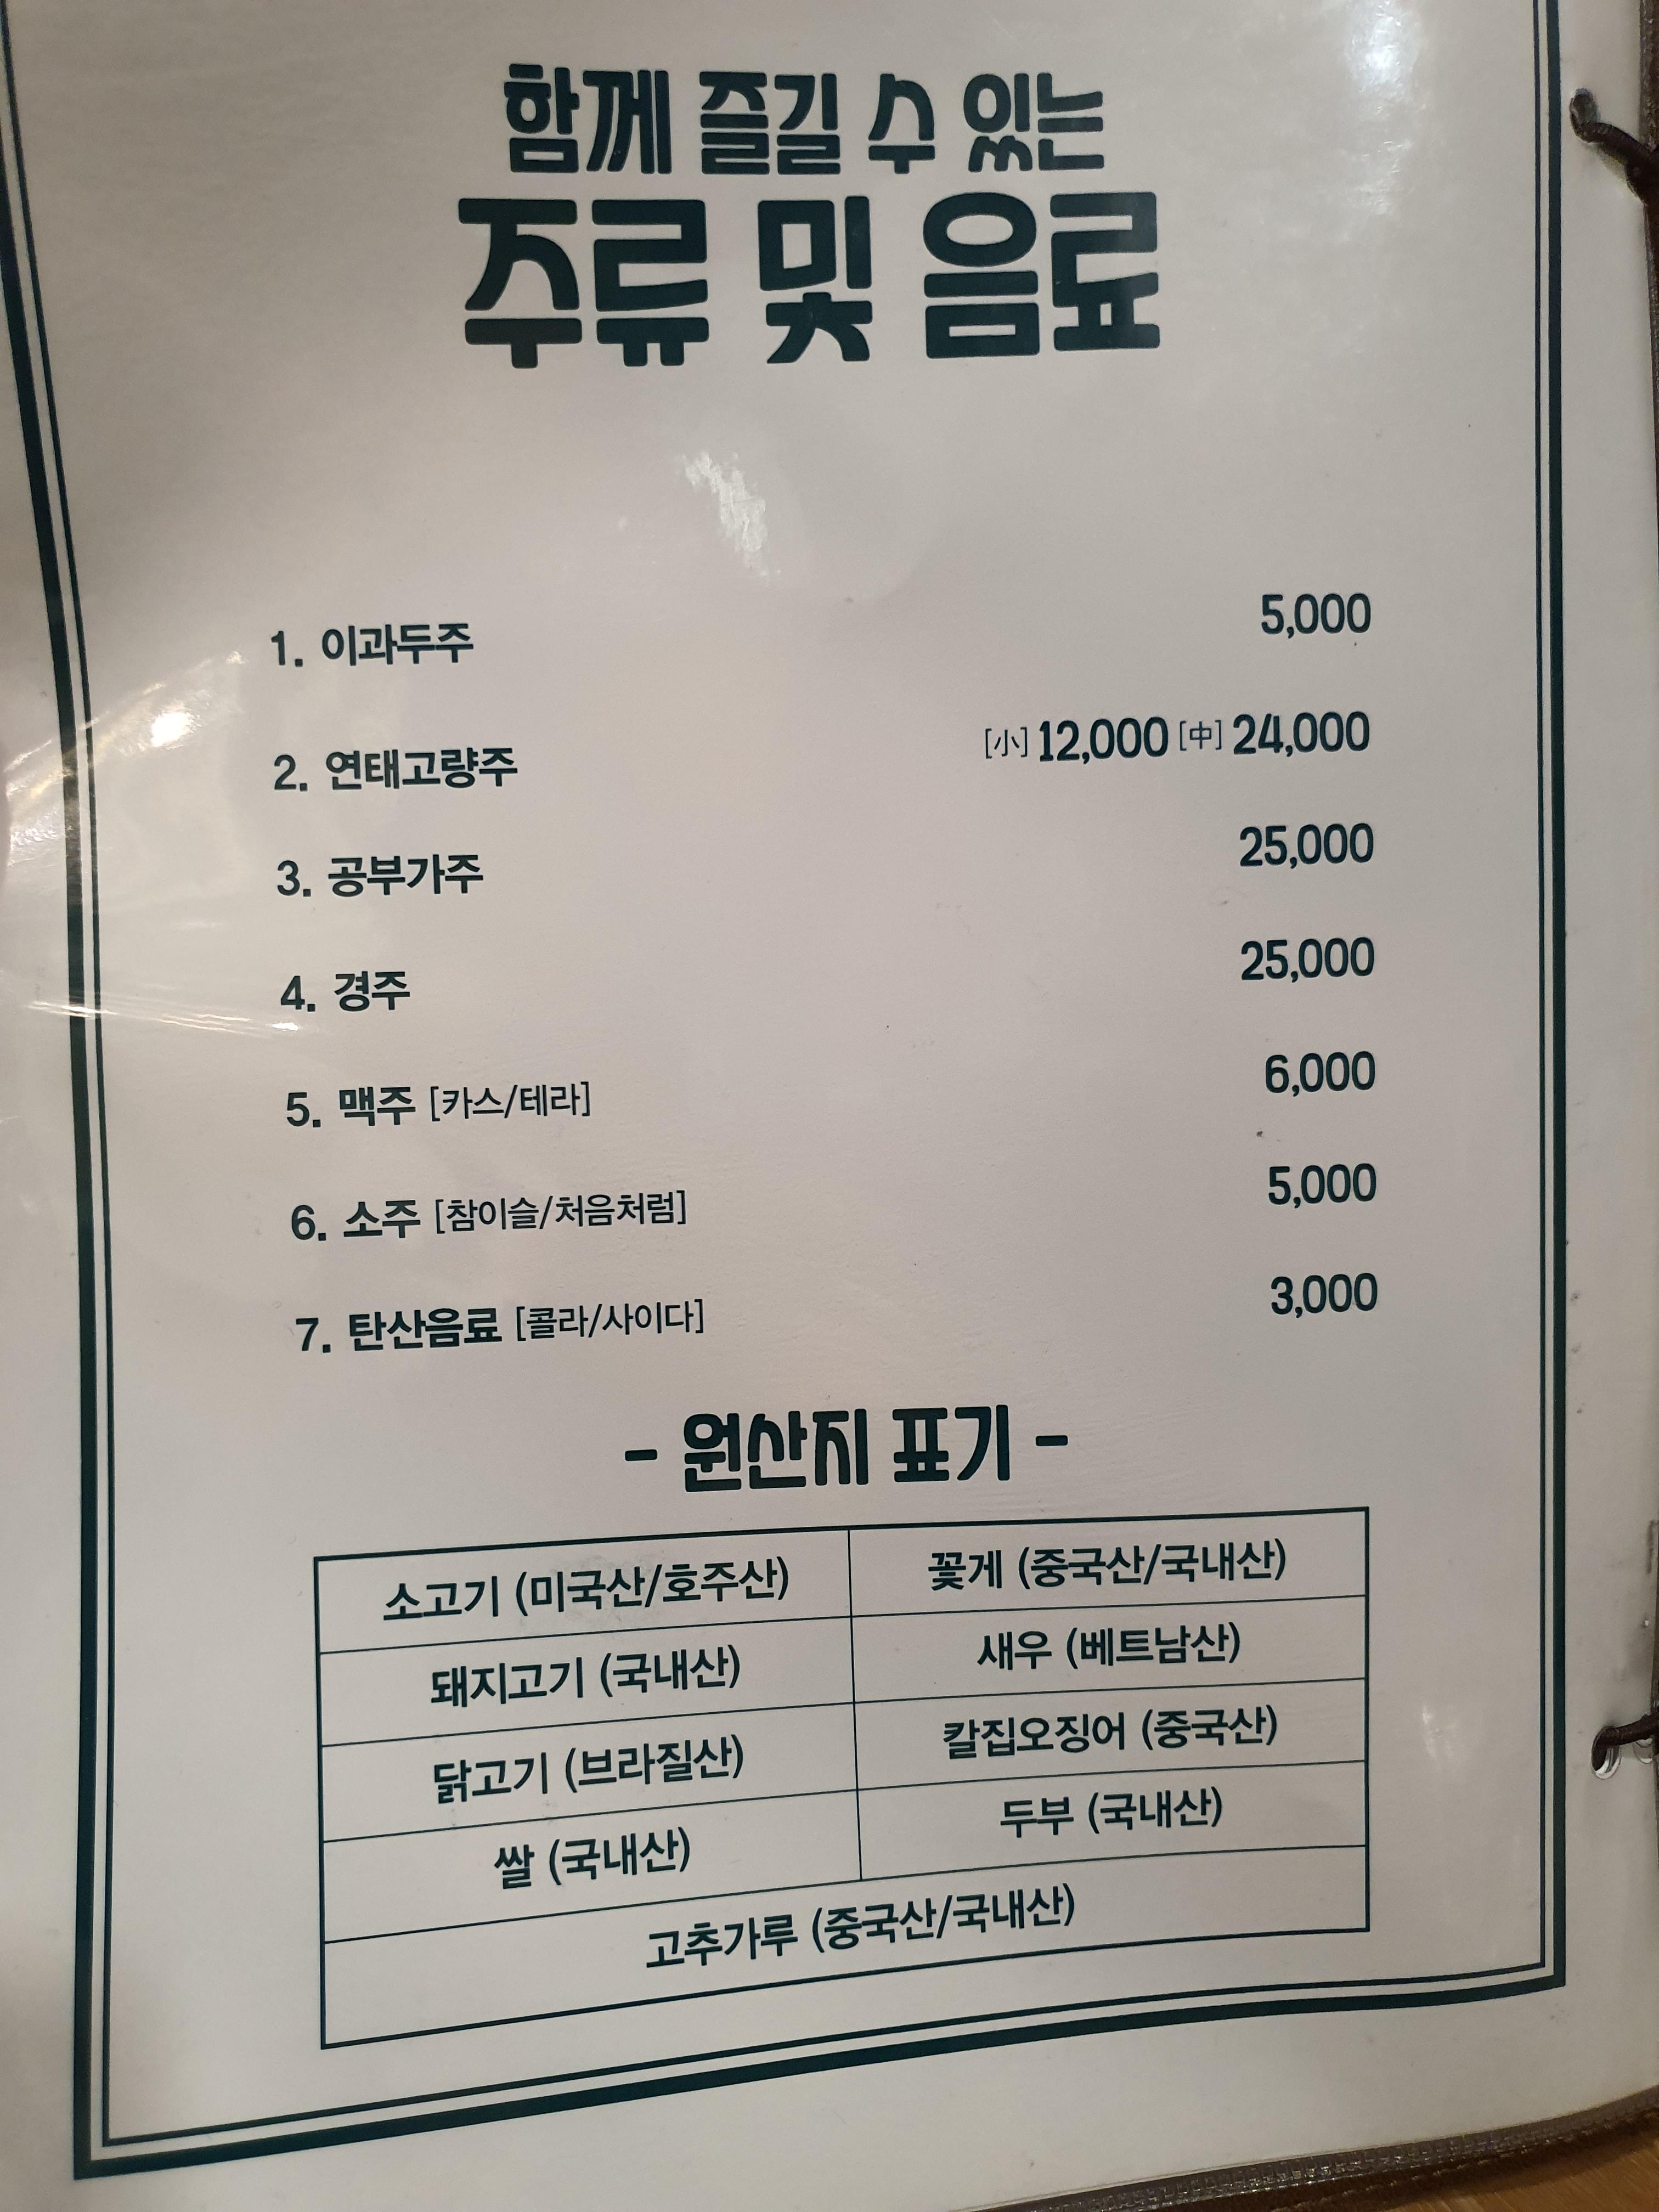 함께 즐길 수 있는
주류 및 음료
1. 이과두주 5,000
2. 연태고량주 [小] 12,000 [中] 24,000
3. 공부가주 25,000
4. 경주 25,000
5. 맥주 [카스/테라] 6,000
6. 소주 [참이슬/처음처럼] 5,000
7. 탄산음료 [콜라/사이다] 3,000
- 원산지 표기 -
소고기 (미국산/호주산) 꽃게 (중국산/국내산)
돼지고기 (국내산) 새우 (베트남산)
닭고기 (브라질산) 칼집오징어 (중국산)
쌀 (국내산) 두부 (국내산)
고추가루 (중국산/국내산)